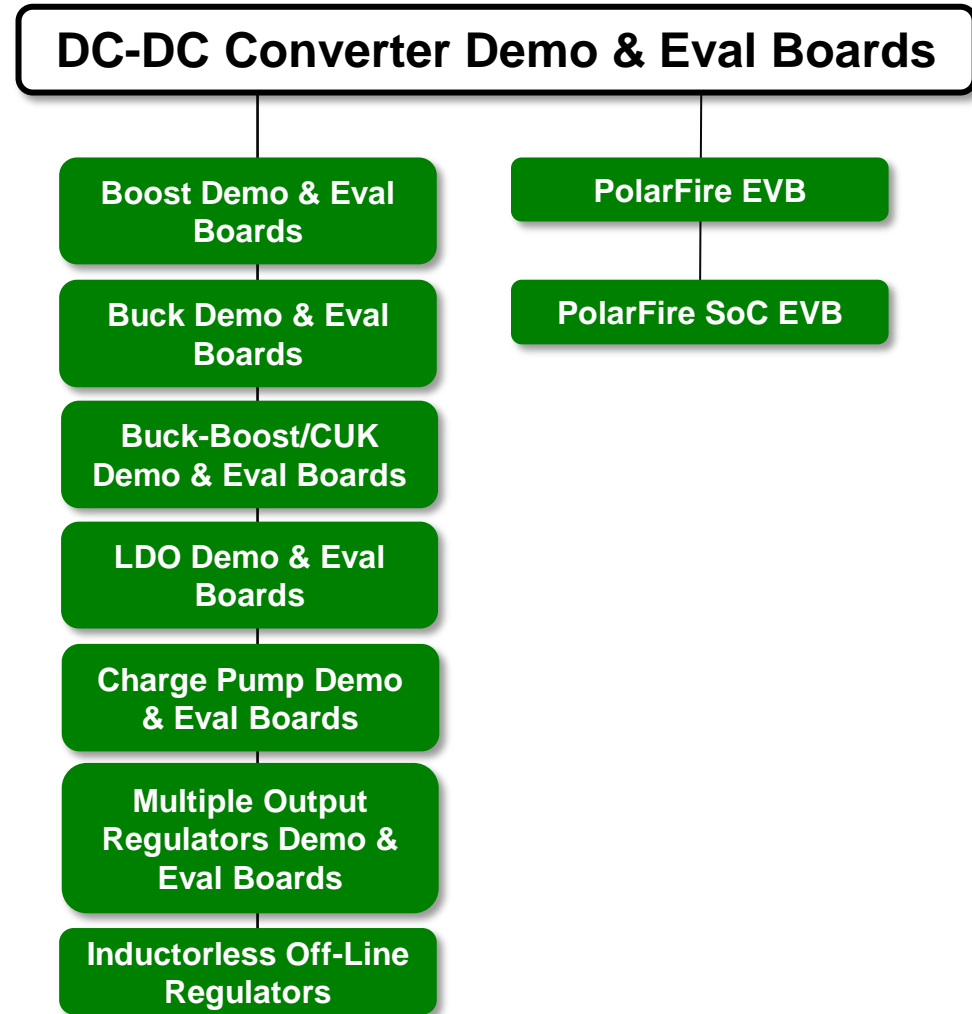 DC-DC Converter Demo & Eval Boards
Boost Demo & Eval
Boards
Buck Demo & Eval
Boards
Buck-Boost/CUK
Demo & Eval Boards
LDO Demo & Eval
Boards
Charge Pump Demo
& Eval Boards
Multiple Output
Regulators Demo &
Eval Boards
Inductorless Off-Line
Regulators
PolarFire EVB
PolarFire SoC EVB